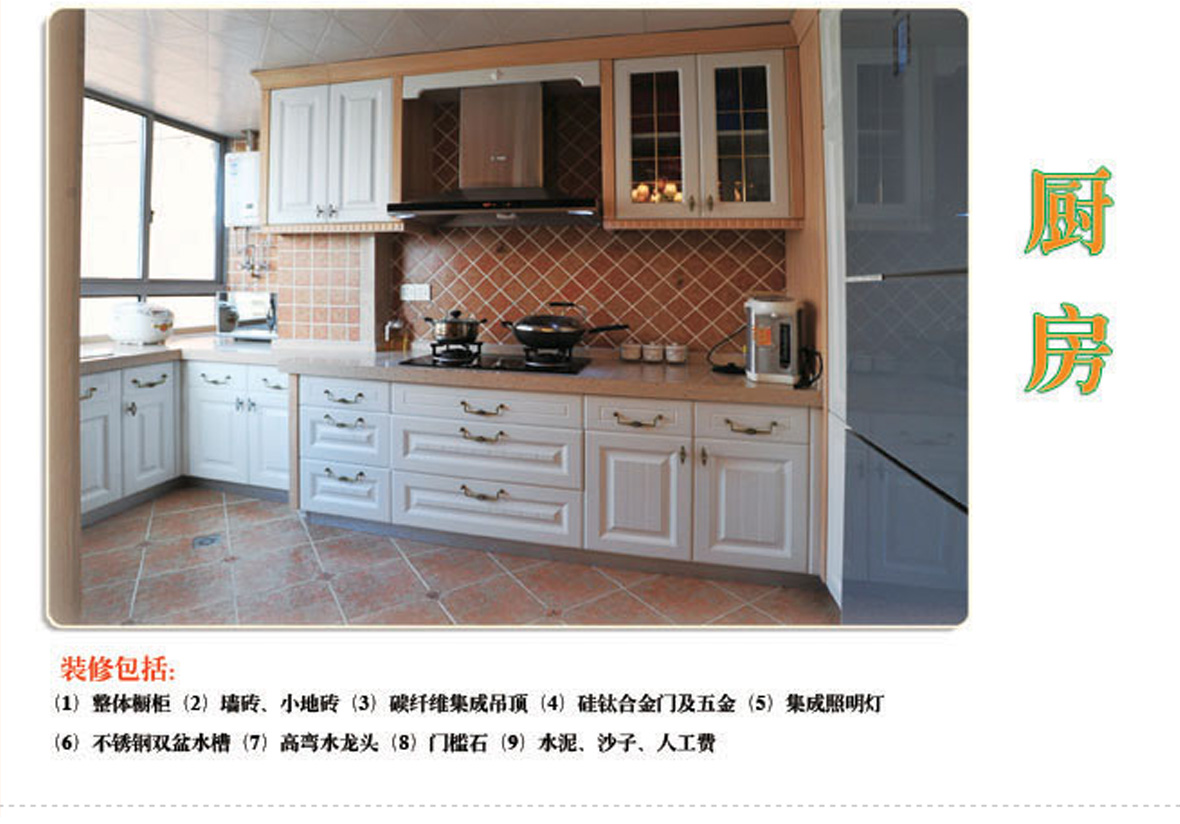 厨
房
装修包括:
（1）整体橱柜（2）墙砖、小地砖（3）碳纤维集成吊顶（4）硅钛合金门及五金（5）集成照明灯
（6）不锈钢双盆水槽（7）高弯水龙头（8）门槛石（9）水泥、沙子、人工费